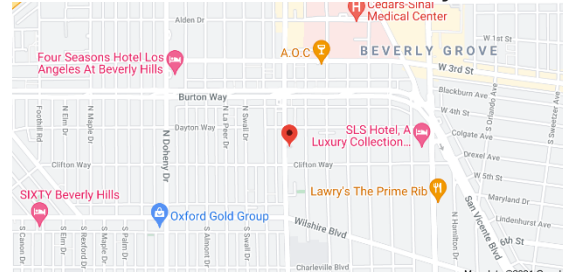 Cedars-Sinai
Medical Center
Alden Dr
W 1st St
Four Seasons Hotel Los
Angeles At Beverly Hills
A.O.C
BEVERLY GROVE
W 3rd St
Burton Way
Blackburn Ave
S Orlando Ave
S Sweetzer Ave
Foothill Rd
N Elm Dr
N Maple Dr
N Doheny Dr
Dayton Way
N La Peer Dr
N Swall Dr
W 4th St
SLS Hotel, A
Luxury Collection...
Colgate Ave
Drexel Ave
Clifton Way
Clifton Way
W 5th St
SIXTY Beverly Hills
Lawry's The Prime Rib
Maryland Dr
Oxford Gold Group
Wilshire Blvd
San Vicente Blvd
Lindenhurst Ave
6th St
S Canon Dr
S Elm Dr
S Rexford Dr
S Maple Dr
S Palm Dr
S Almont Dr
S Swall Dr
N Hamilton Dr
Charleville Blvd